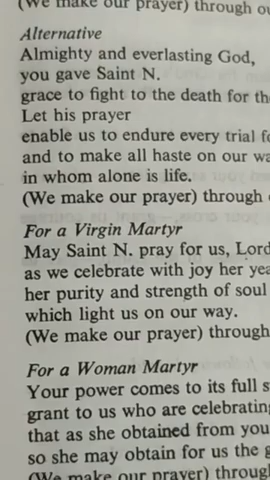 (We make our prayer) through ou
Alternative
Almighty and everlasting God,
you gave Saint N.
grace to fight to the death for th
Let his prayer
enable us to endure every trial fo
and to make all haste on our wa
in whom alone is life.
(We make our prayer) through
For a Virgin Martyr
May Saint N. pray for us, Lord
as we celebrate with joy her yea
her purity and strength of soul
which light us on our way.
(We make our prayer) through
For a Woman Martyr
Your power comes to its full s
grant to us who are celebrating
that as she obtained from you
so she may obtain for us the g
(We make our prayer) through